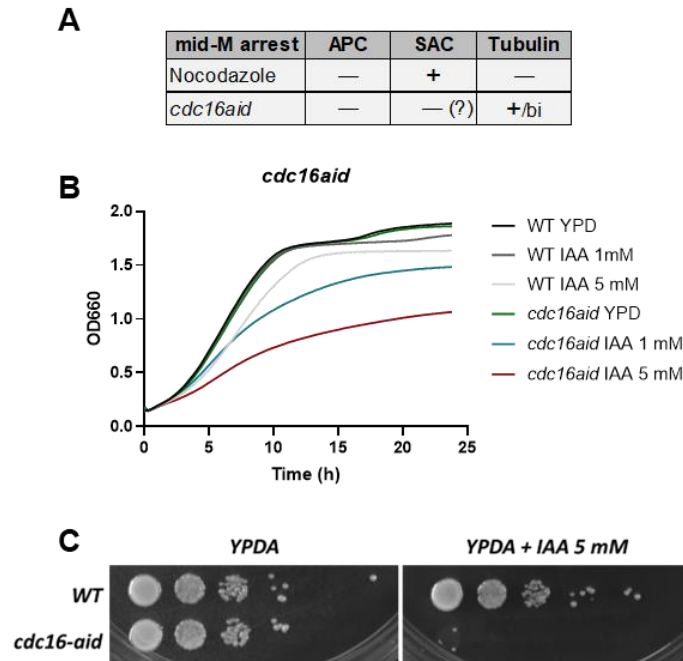 A
mid-M arrest APC SAC Tubulin
Nocodazole — + —
cdc16aid — — (?) +/bi
B
cdc16aid
2.0
1.5
1.0
0.5
0.0
OD660
0 5 10 15 20 25
Time (h)
WT YPD
WT IAA 1mM
WT IAA 5 mM
cdc16aid YPD
cdc16aid IAA 1 mM
cdc16aid IAA 5 mM
C
YPDA YPDA + IAA 5 mM
WT
cdc16-aid